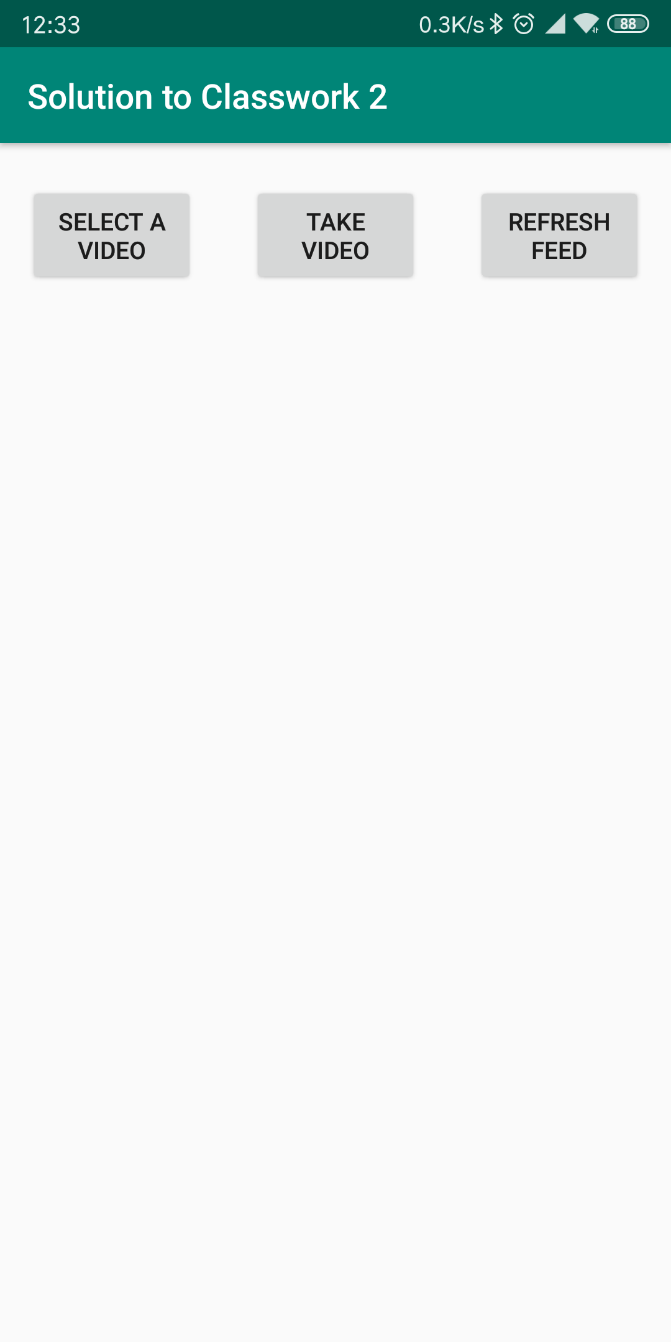 12:33
0.3K/s
88
Solution to Classwork 2
SELECT A
VIDEO
TAKE
VIDEO
REFRESH
FEED